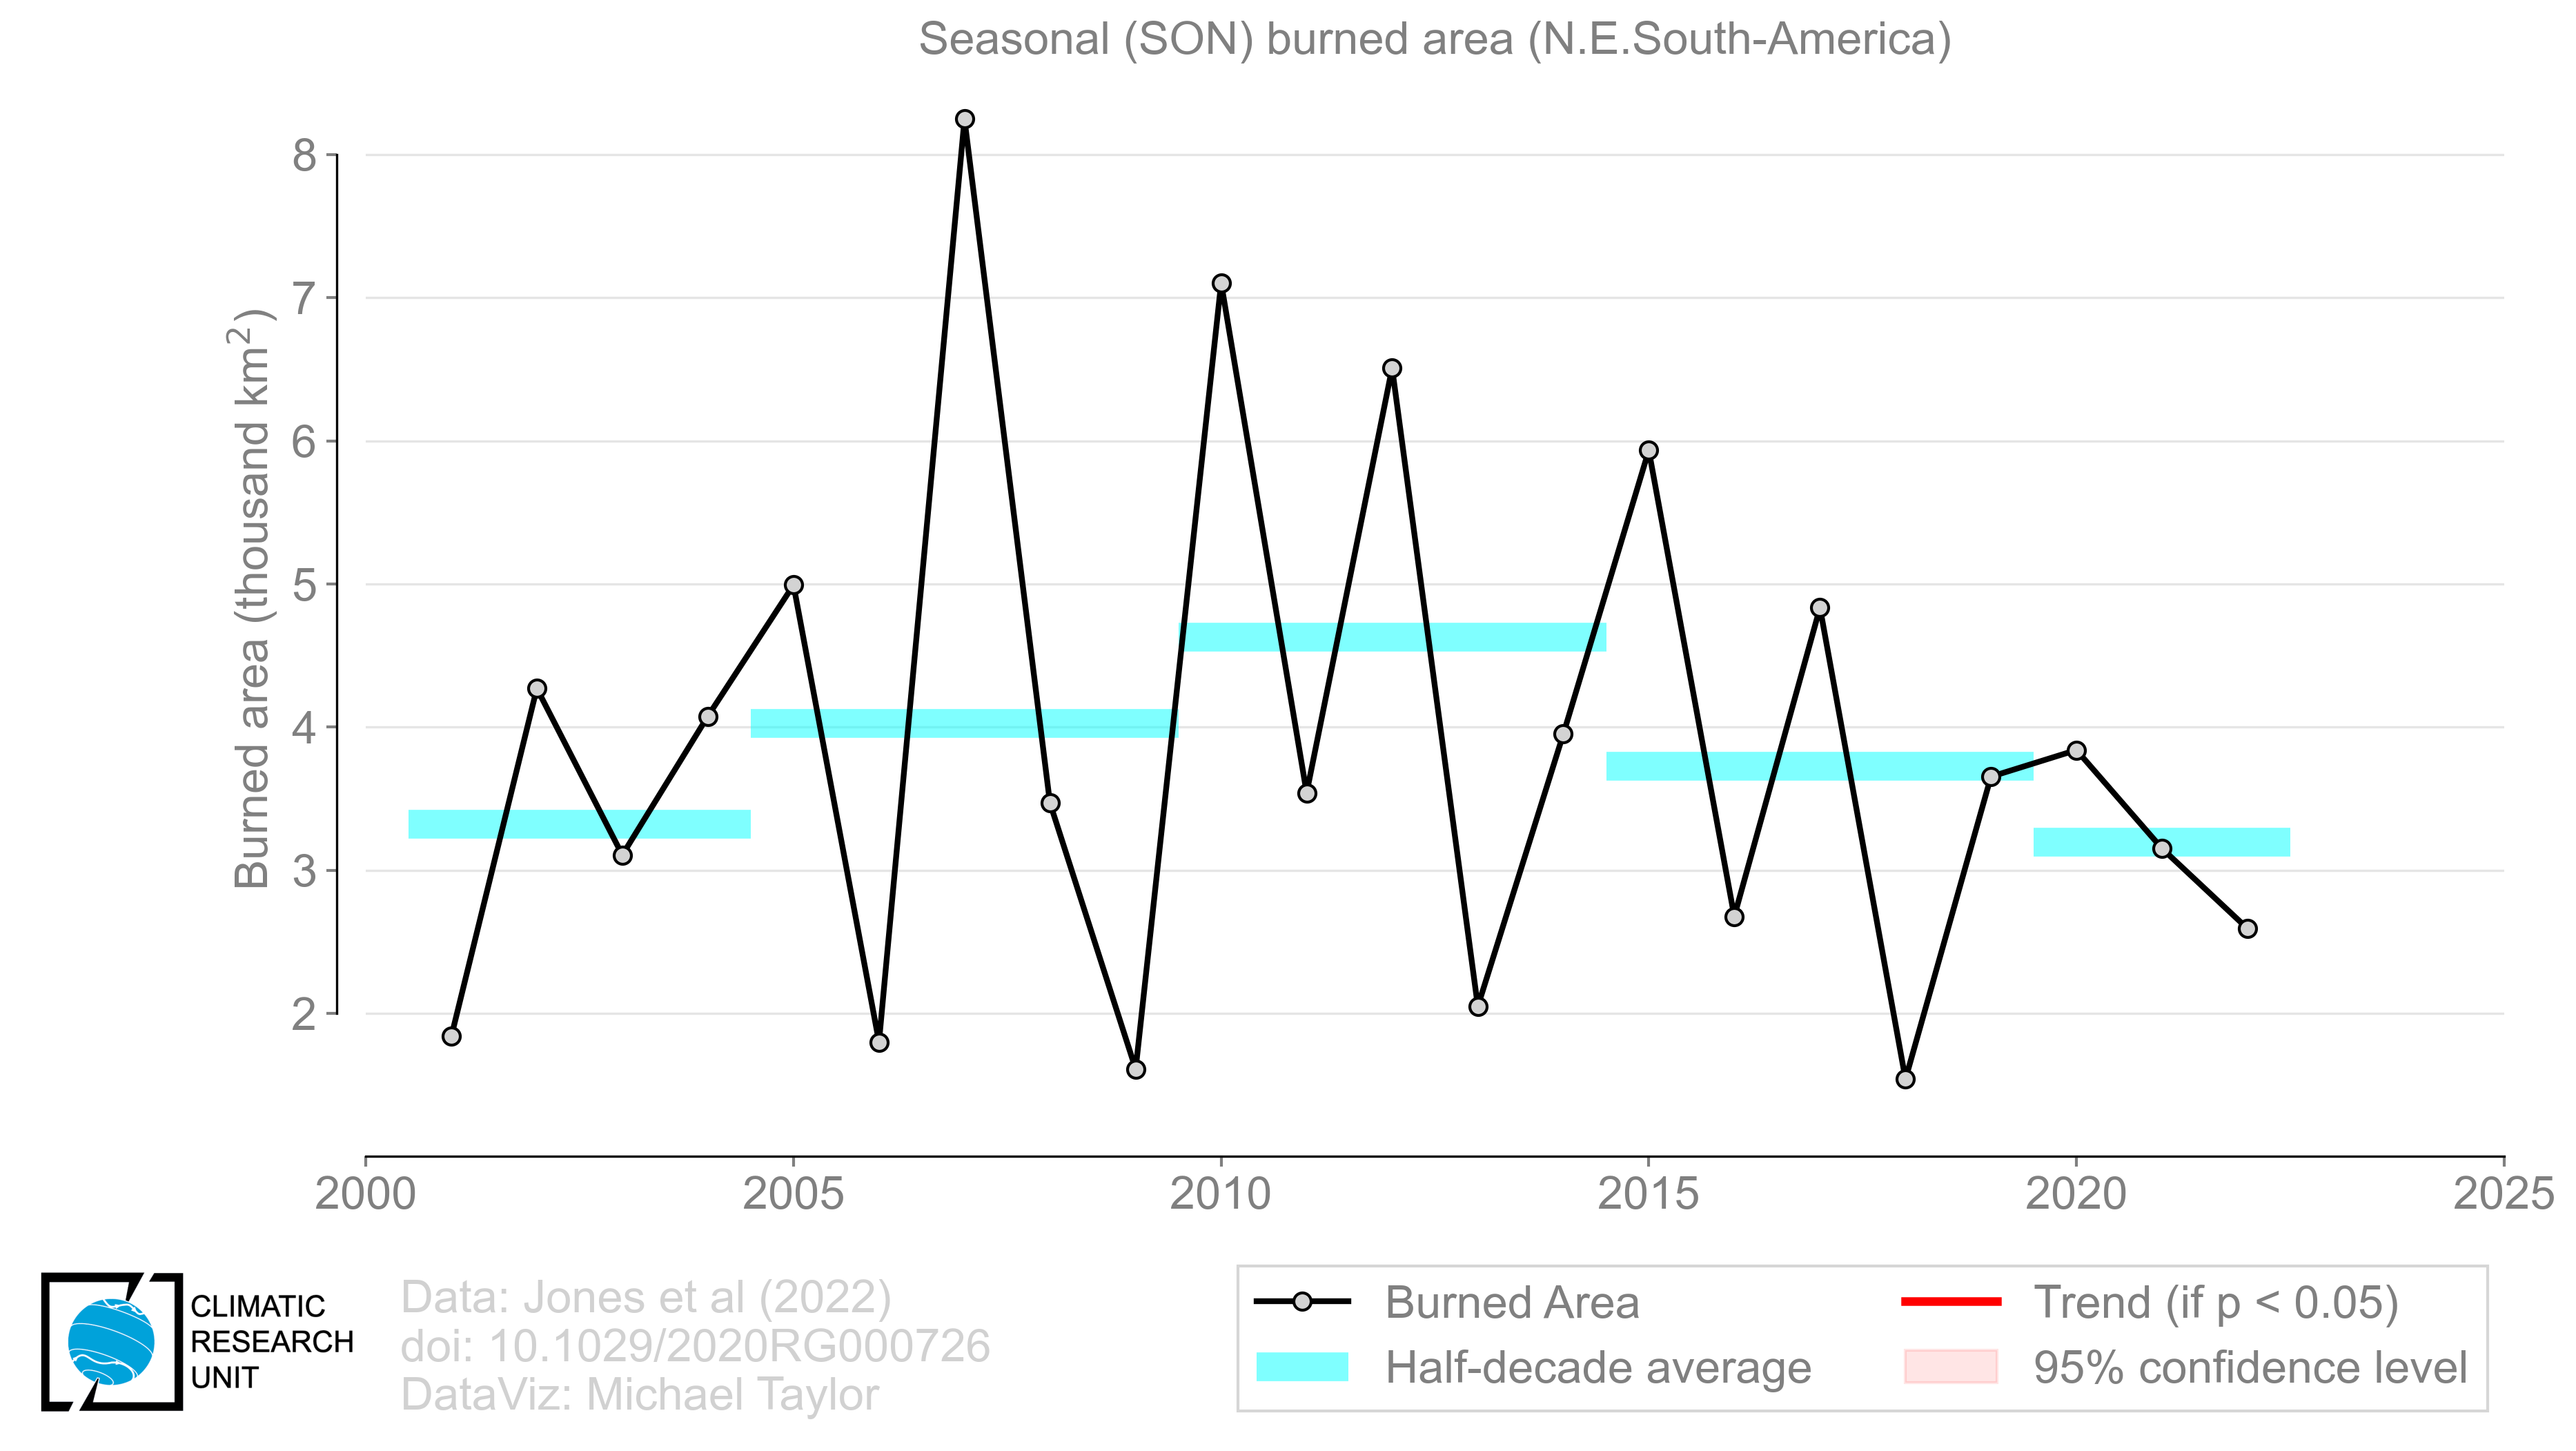 Seasonal (SON) burned area (N.E.South-America)
Burned area (thousand km²)
8
7
6
5
4
3
2
2000 2005 2010 2015 2020 2025
CLIMATIC
RESEARCH
UNIT
Data: Jones et al (2022)
doi: 10.1029/2020RG000726
DataViz: Michael Taylor
Burned Area
Half-decade average
Trend (if p < 0.05)
95% confidence level